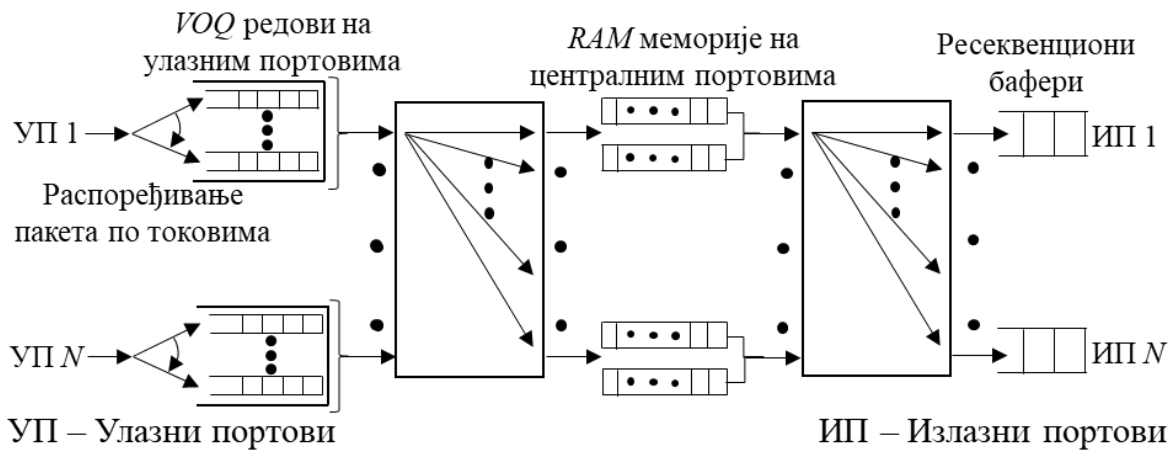 VOQ редови на
улазним портовима
RAM меморије на
централним портовима
Ресеквенциони
бафери
УП 1
ИП 1
Распоређивање
пакета по токовима
УП N
ИП N
УП – Улазни портови
ИП – Излазни портови